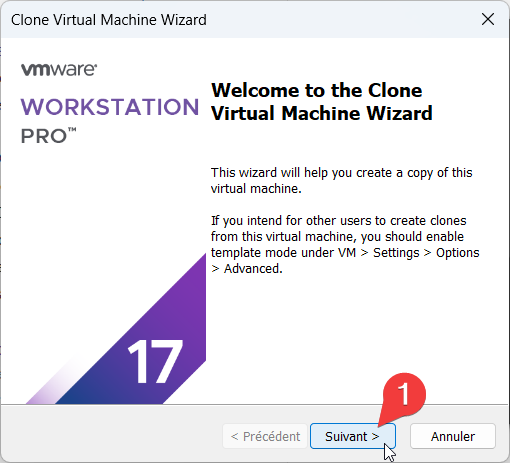 Clone Virtual Machine Wizard
vmware®
WORKSTATION
PRO™
17
Welcome to the Clone
Virtual Machine Wizard
This wizard will help you create a copy of this
virtual machine.
If you intend for other users to create clones
from this virtual machine, you should enable
template mode under VM > Settings > Options
> Advanced.
1
< Précédent
Suivant >
Annuler